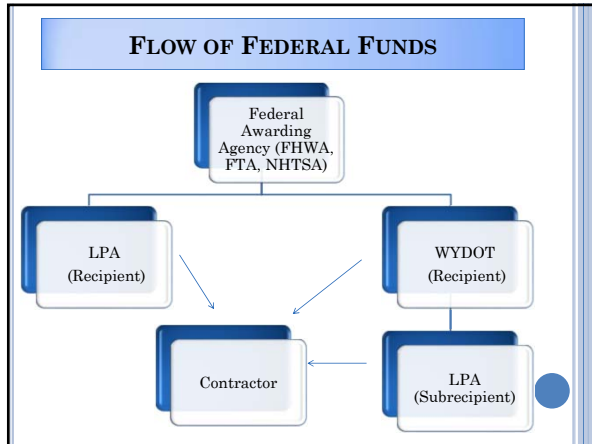 FLOW OF FEDERAL FUNDS
Federal
Awarding
Agency (FHWA,
FTA, NHTSA)
LPA
(Recipient)
WYDOT
(Recipient)
Contractor
LPA
(Subrecipient)